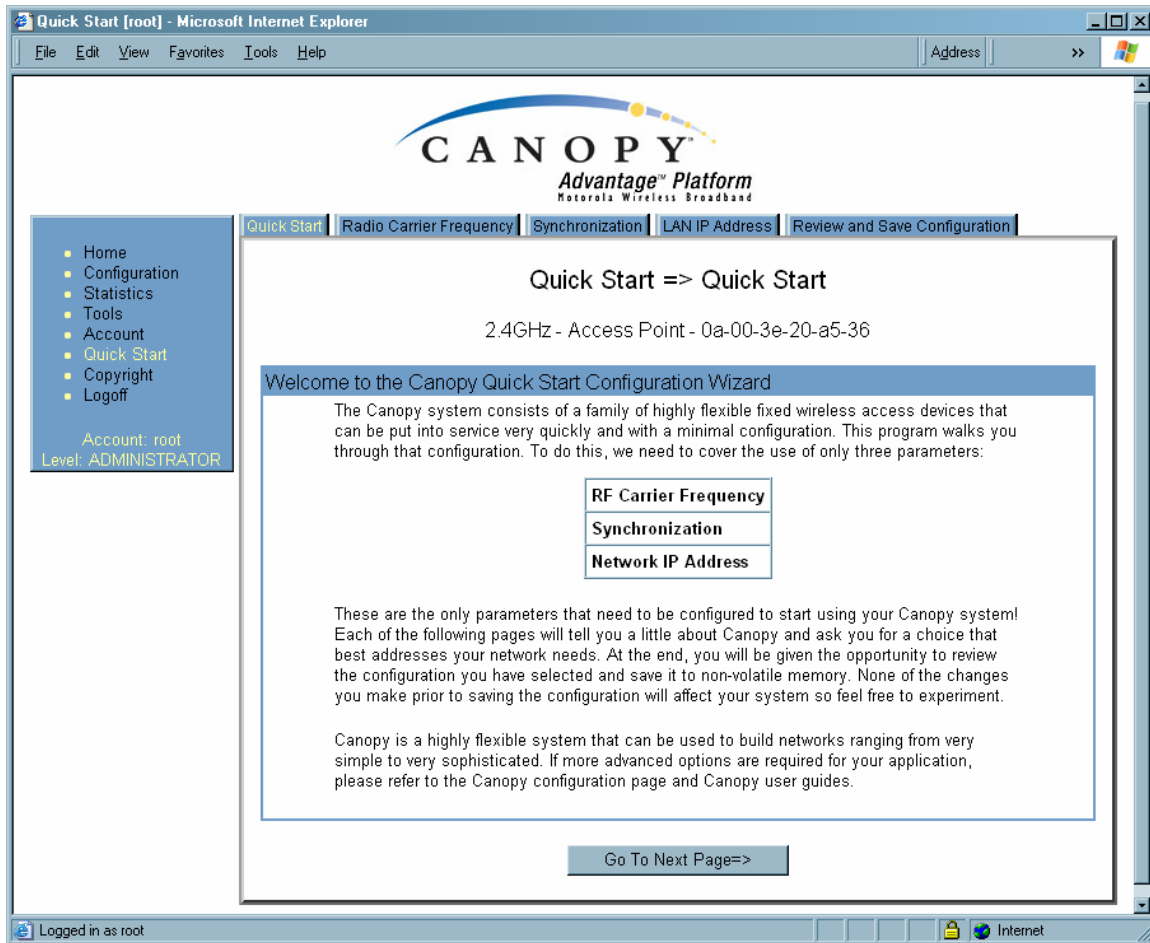 Quick Start [root] - Microsoft Internet Explorer
File Edit View Favorites Tools Help Address »
CANOPY™
Advantage™ Platform
Motorola Wireless Broadband
Quick Start Radio Carrier Frequency Synchronization LAN IP Address Review and Save Configuration
Home
Configuration
Statistics
Tools
Account
Quick Start
Copyright
Logoff
Account: root
Level: ADMINISTRATOR
Quick Start => Quick Start
2.4GHz - Access Point - 0a-00-3e-20-a5-36
Welcome to the Canopy Quick Start Configuration Wizard
The Canopy system consists of a family of highly flexible fixed wireless access devices that
can be put into service very quickly and with a minimal configuration. This program walks you
through that configuration. To do this, we need to cover the use of only three parameters:
RF Carrier Frequency
Synchronization
Network IP Address
These are the only parameters that need to be configured to start using your Canopy system!
Each of the following pages will tell you a little about Canopy and ask you for a choice that
best addresses your network needs. At the end, you will be given the opportunity to review
the configuration you have selected and save it to non-volatile memory. None of the changes
you make prior to saving the configuration will affect your system so feel free to experiment.
Canopy is a highly flexible system that can be used to build networks ranging from very
simple to very sophisticated. If more advanced options are required for your application,
please refer to the Canopy configuration page and Canopy user guides.
Go To Next Page=>
Logged in as root Internet